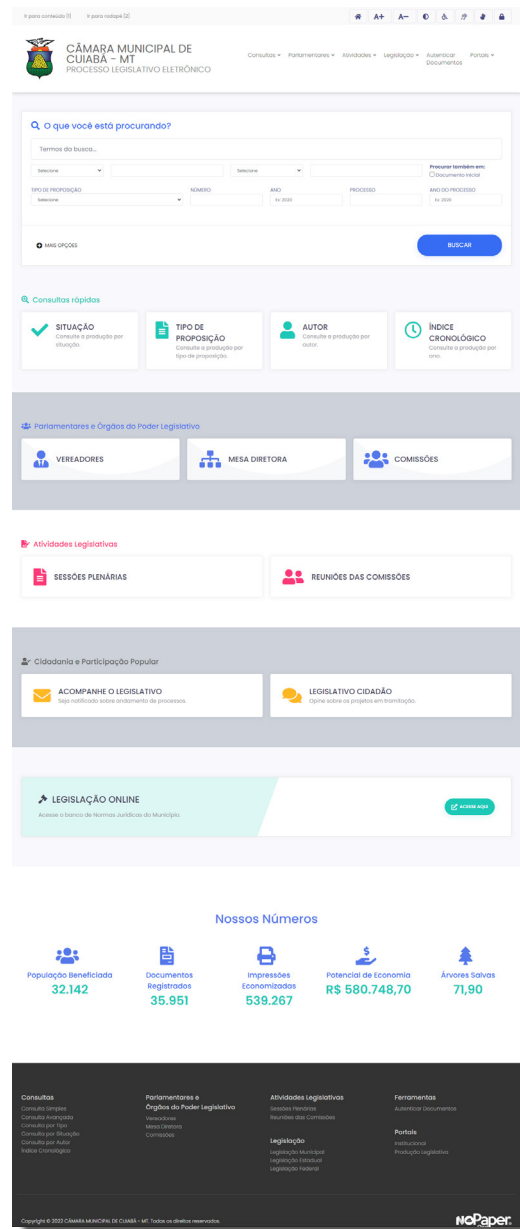 Ir para conteúdo [1] Ir para rodapé [2]
A+ A-
CÂMARA MUNICIPAL DE
CUIABÁ - MT
PROCESSO LEGISLATIVO ELETRÔNICO
Consultas Parlamentares Atividades Legislação Autenticar Documentos Portais
O que você está procurando?
Termos da busca...
Selecione Selecione
Procurar também em:
Documento Inicial
TIPO DE PROPOSIÇÃO NÚMERO ANO PROCESSO ANO DO PROCESSO
Selecione Ex: 2020 Ex: 2020
MAIS OPÇÕES BUSCAR
Consultas rápidas
SITUAÇÃO
Consulte a produção por
situação.
TIPO DE
PROPOSIÇÃO
Consulte a produção por
tipo de proposição.
AUTOR
Consulte a produção por
autor.
ÍNDICE
CRONOLÓGICO
Consulte a produção por
ano.
Parlamentares e Órgãos do Poder Legislativo
VEREADORES MESA DIRETORA COMISSÕES
Atividades Legislativas
SESSÕES PLENÁRIAS REUNIÕES DAS COMISSÕES
Cidadania e Participação Popular
ACOMPANHE O LEGISLATIVO
Seja notificado sobre andamento de processos.
LEGISLATIVO CIDADÃO
Opine sobre os projetos em tramitação.
LEGISLAÇÃO ONLINE
Acesse o banco de Normas Jurídicas do Município.
ACESSE AQUI
Nossos Números
População Beneficiada
32.142
Documentos
Registrados
35.951
Impressões
Economizadas
539.267
Potencial de Economia
R$ 580.748,70
Árvores Salvas
71,90
Consultas
Consulta Simples
Consulta Avançada
Consulta por Tipo
Consulta por Situação
Consulta por Autor
Índice Cronológico
Parlamentares e
Órgãos do Poder Legislativo
Vereadores
Mesa Diretora
Comissões
Atividades Legislativas
Sessões Plenárias
Reuniões das Comissões
Legislação
Legislação Municipal
Legislação Estadual
Legislação Federal
Ferramentas
Autenticar Documentos
Portais
Institucional
Produção Legislativa
Copyright © 2022 CÂMARA MUNICIPAL DE CUIABÁ - MT. Todos os direitos reservados.
NoPaper.